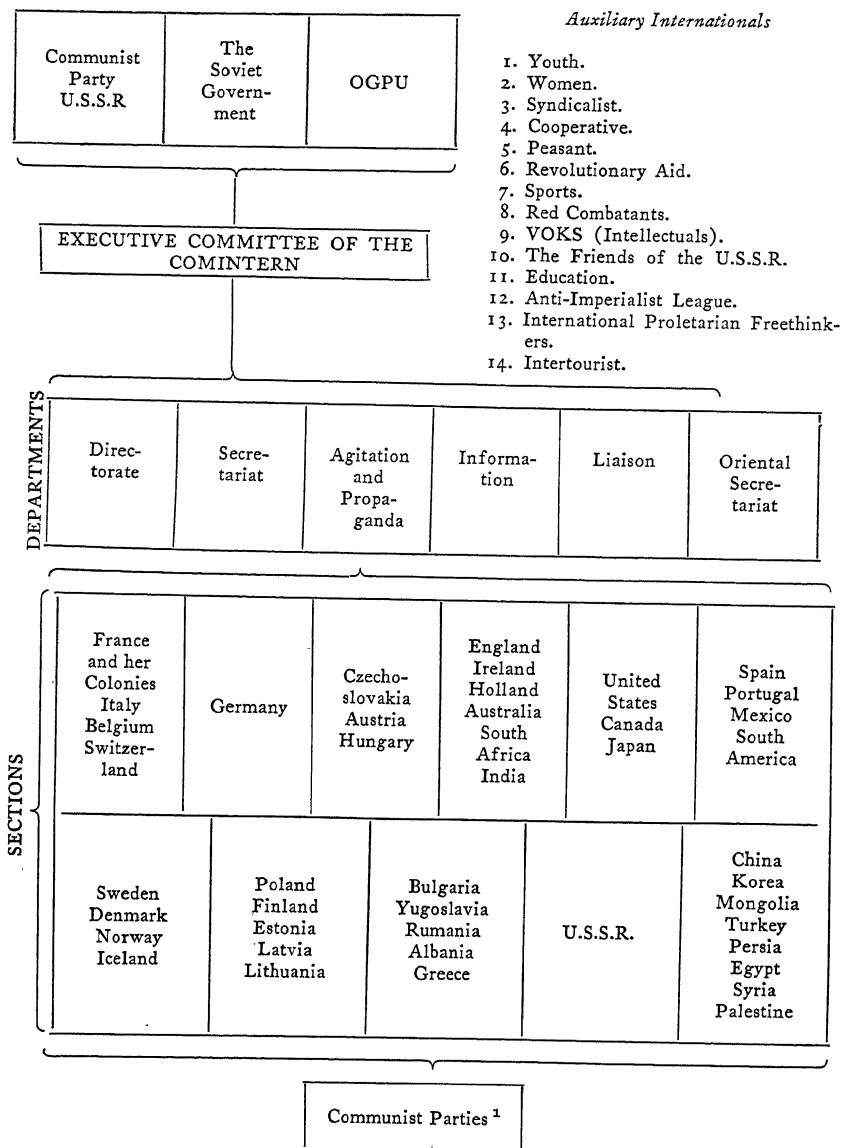 Communist
Party
U.S.S.R
The
Soviet
Govern-
ment
OGPU
Auxiliary Internationals
1. Youth.
2. Women.
3. Syndicalist.
4. Cooperative.
5. Peasant.
6. Revolutionary Aid.
7. Sports.
8. Red Combatants.
9. VOKS (Intellectuals).
10. The Friends of the U.S.S.R.
11. Education.
12. Anti-Imperialist League.
13. International Proletarian Freethink-
ers.
14. Intertourist.
EXECUTIVE COMMITTEE OF THE
COMINTERN
DEPARTMENTS
Direc-
torate
Secre-
tariat
Agitation
and
Propa-
ganda
Informa-
tion
Liaison
Oriental
Secre-
tariat
SECTIONS
France
and her
Colonies
Italy
Belgium
Switzer-
land
Germany
Czecho-
slovakia
Austria
Hungary
England
Ireland
Holland
Australia
South
Africa
India
United
States
Canada
Japan
Spain
Portugal
Mexico
South
America
Sweden
Denmark
Norway
Iceland
Poland
Finland
Estonia
Latvia
Lithuania
Bulgaria
Yugoslavia
Rumania
Albania
Greece
U.S.S.R.
China
Korea
Mongolia
Turkey
Persia
Egypt
Syria
Palestine
Communist Parties 1